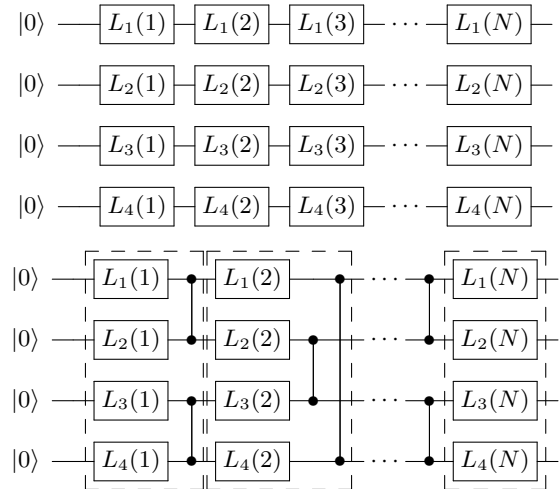 |0⟩ L₁(1) L₁(2) L₁(3) ··· L₁(N)
|0⟩ L₂(1) L₂(2) L₂(3) ··· L₂(N)
|0⟩ L₃(1) L₃(2) L₃(3) ··· L₃(N)
|0⟩ L₄(1) L₄(2) L₄(3) ··· L₄(N)
|0⟩ L₁(1) L₁(2) ··· L₁(N)
|0⟩ L₂(1) L₂(2) ··· L₂(N)
|0⟩ L₃(1) L₃(2) ··· L₃(N)
|0⟩ L₄(1) L₄(2) ··· L₄(N)